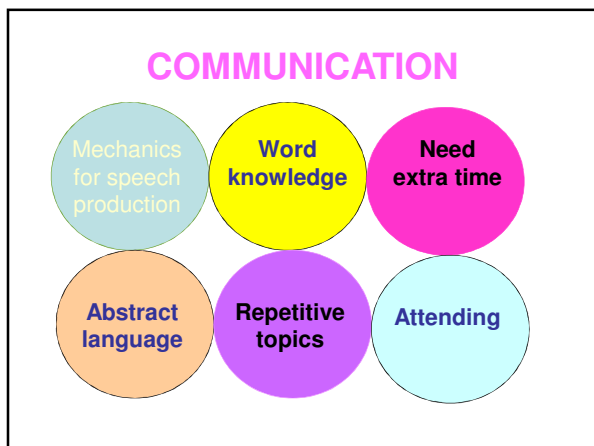 COMMUNICATION
Mechanics
for speech
production
Word
knowledge
Need
extra time
Abstract
language
Repetitive
topics
Attending